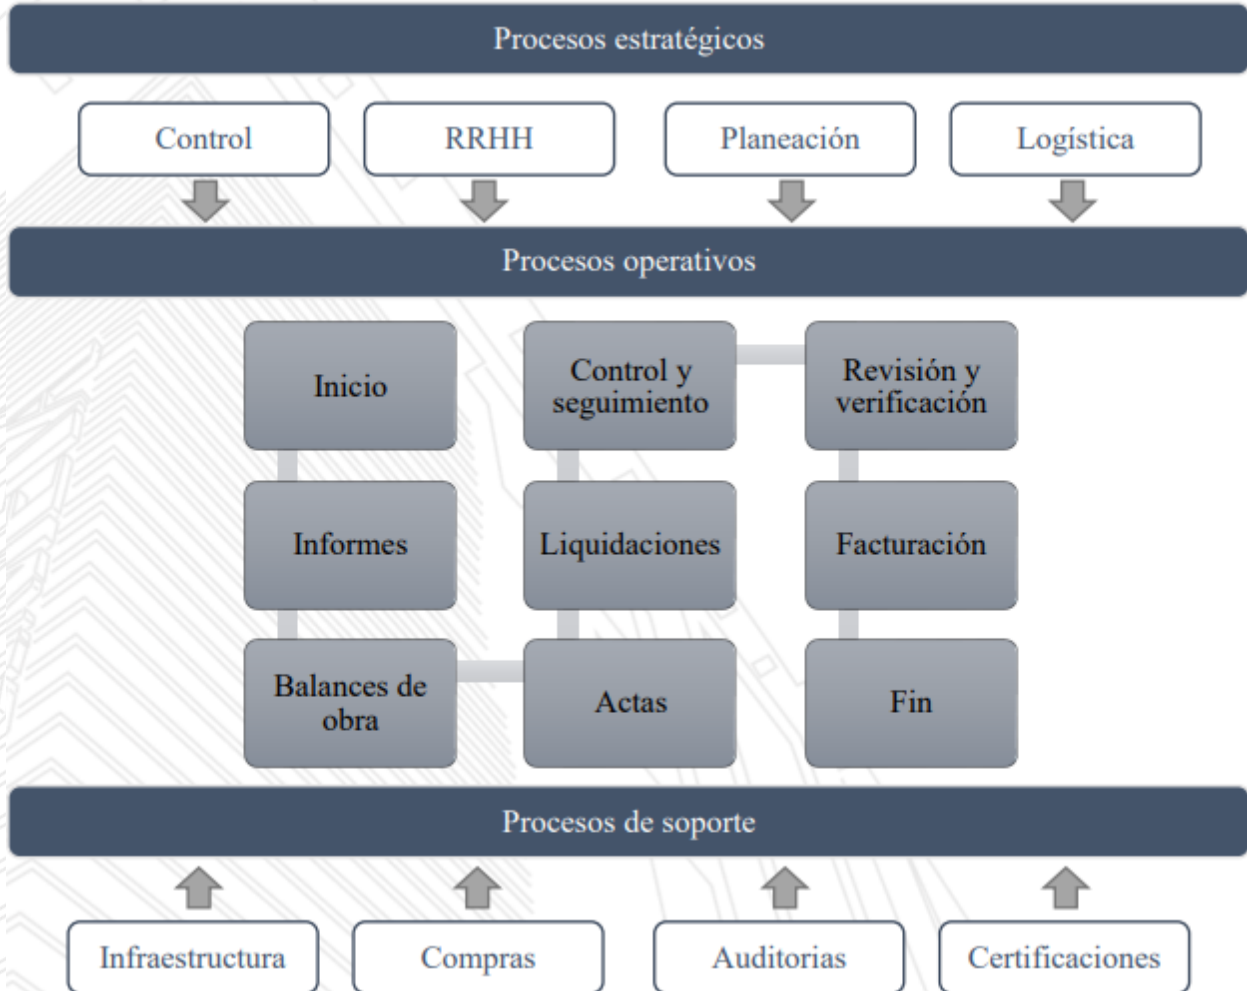 Procesos estratégicos
Control
RRHH
Planeación
Logística
Procesos operativos
Inicio
Control y
seguimiento
Revisión y
verificación
Informes
Liquidaciones
Facturación
Balances de
obra
Actas
Fin
Procesos de soporte
Infraestructura
Compras
Auditorias
Certificaciones